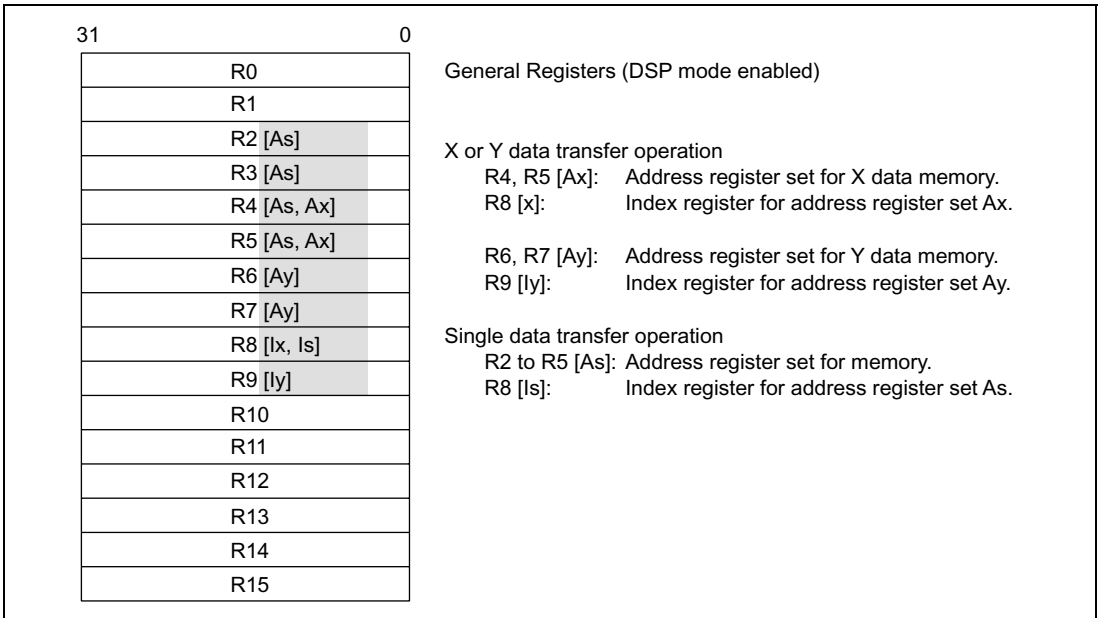 31 0
R0
R1
R2 [As]
R3 [As]
R4 [As, Ax]
R5 [As, Ax]
R6 [Ay]
R7 [Ay]
R8 [Ix, Is]
R9 [Iy]
R10
R11
R12
R13
R14
R15
General Registers (DSP mode enabled)
X or Y data transfer operation
R4, R5 [Ax]: Address register set for X data memory.
R8 [x]: Index register for address register set Ax.
R6, R7 [Ay]: Address register set for Y data memory.
R9 [Iy]: Index register for address register set Ay.
Single data transfer operation
R2 to R5 [As]: Address register set for memory.
R8 [Is]: Index register for address register set As.